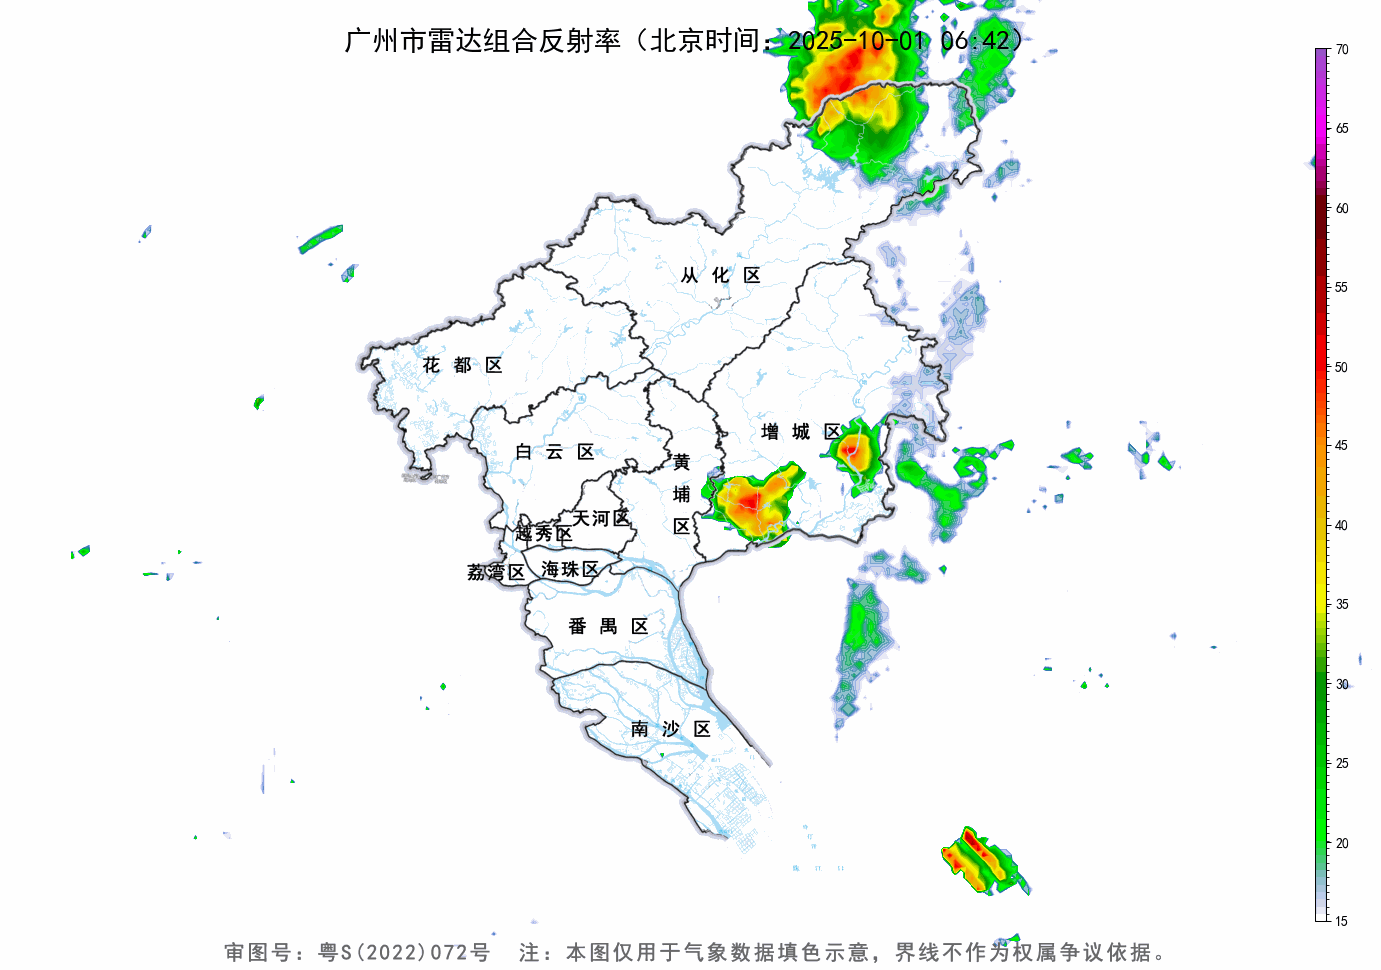 广州市雷达组合反射率（北京时间：2025-10-01 06:42）
70
65
60
55
50
45
40
35
30
25
20
15
从 化 区
花 都 区
增 城 区
白 云 区
黄
埔
区
天河区
越秀区
荔湾区
海珠区
番 禺 区
南 沙 区
审图号：粤S(2022)072号 注：本图仅用于气象数据填色示意，界线不作为权属争议依据。